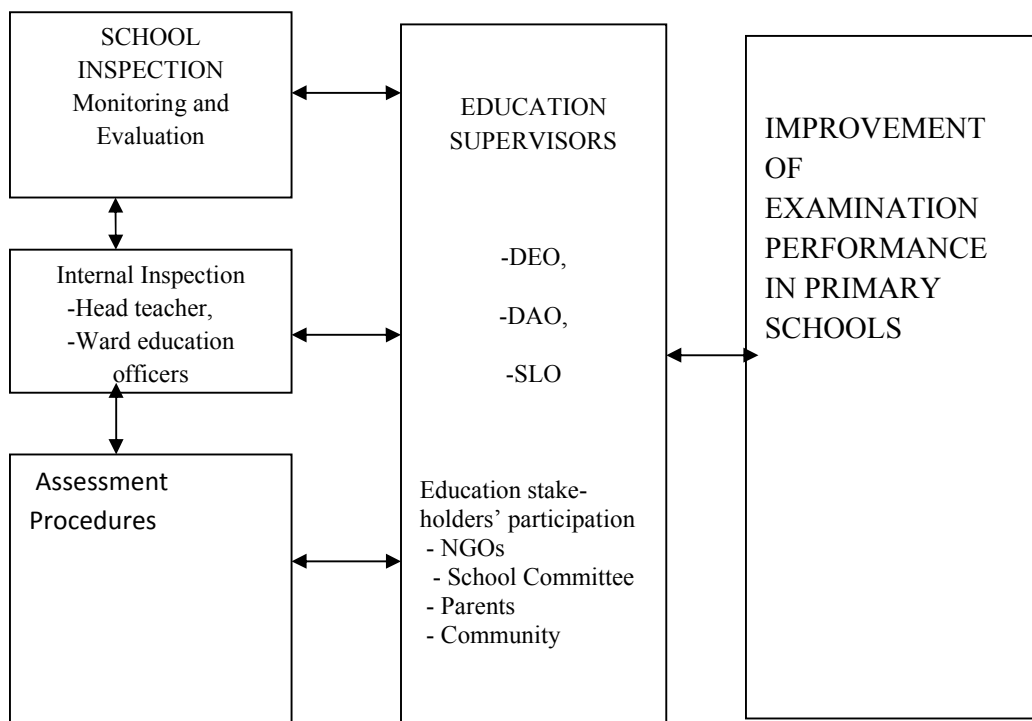 SCHOOL
INSPECTION
Monitoring and
Evaluation
Internal Inspection
-Head teacher,
-Ward education
officers
Assessment
Procedures
EDUCATION
SUPERVISORS
-DEO,
-DAO,
-SLO
Education stake-
holders’ participation
- NGOs
- School Committee
- Parents
- Community
IMPROVEMENT
OF
EXAMINATION
PERFORMANCE
IN PRIMARY
SCHOOLS